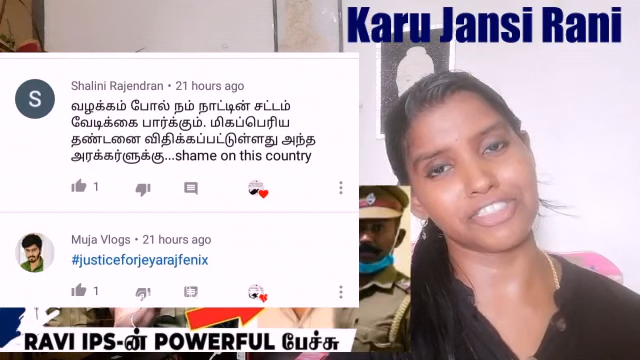 Karu Jansi Rani
S
Shalini Rajendran • 21 hours ago
வழக்கம் போல் நம் நாட்டின் சட்டம்
வேடிக்கை பார்க்கும். மிகப்பெரிய
தண்டனை விதிக்கப்பட்டுள்ளது அந்த
அரக்கர்களுக்கு...shame on this country
1
Muja Vlogs • 21 hours ago
#justiceforjeyarajfenix
1
RAVI IPS-ன் POWERFUL பேச்சு